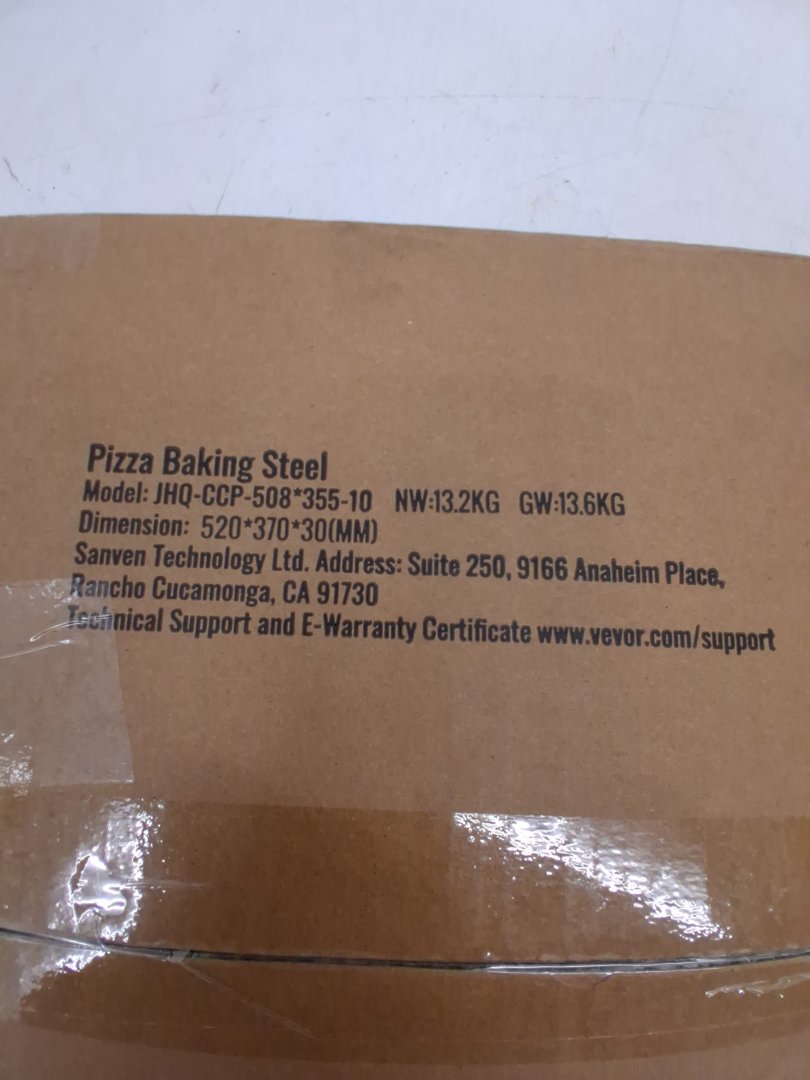 Pizza Baking Steel
Model: JHQ-CCP-508*355-10 NW:13.2KG GW:13.6KG
Dimension: 520*370*30(MM)
Sanven Technology Ltd. Address: Suite 250, 9166 Anaheim Place,
Rancho Cucamonga, CA 91730
Technical Support and E-Warranty Certificate www.vevor.com/support